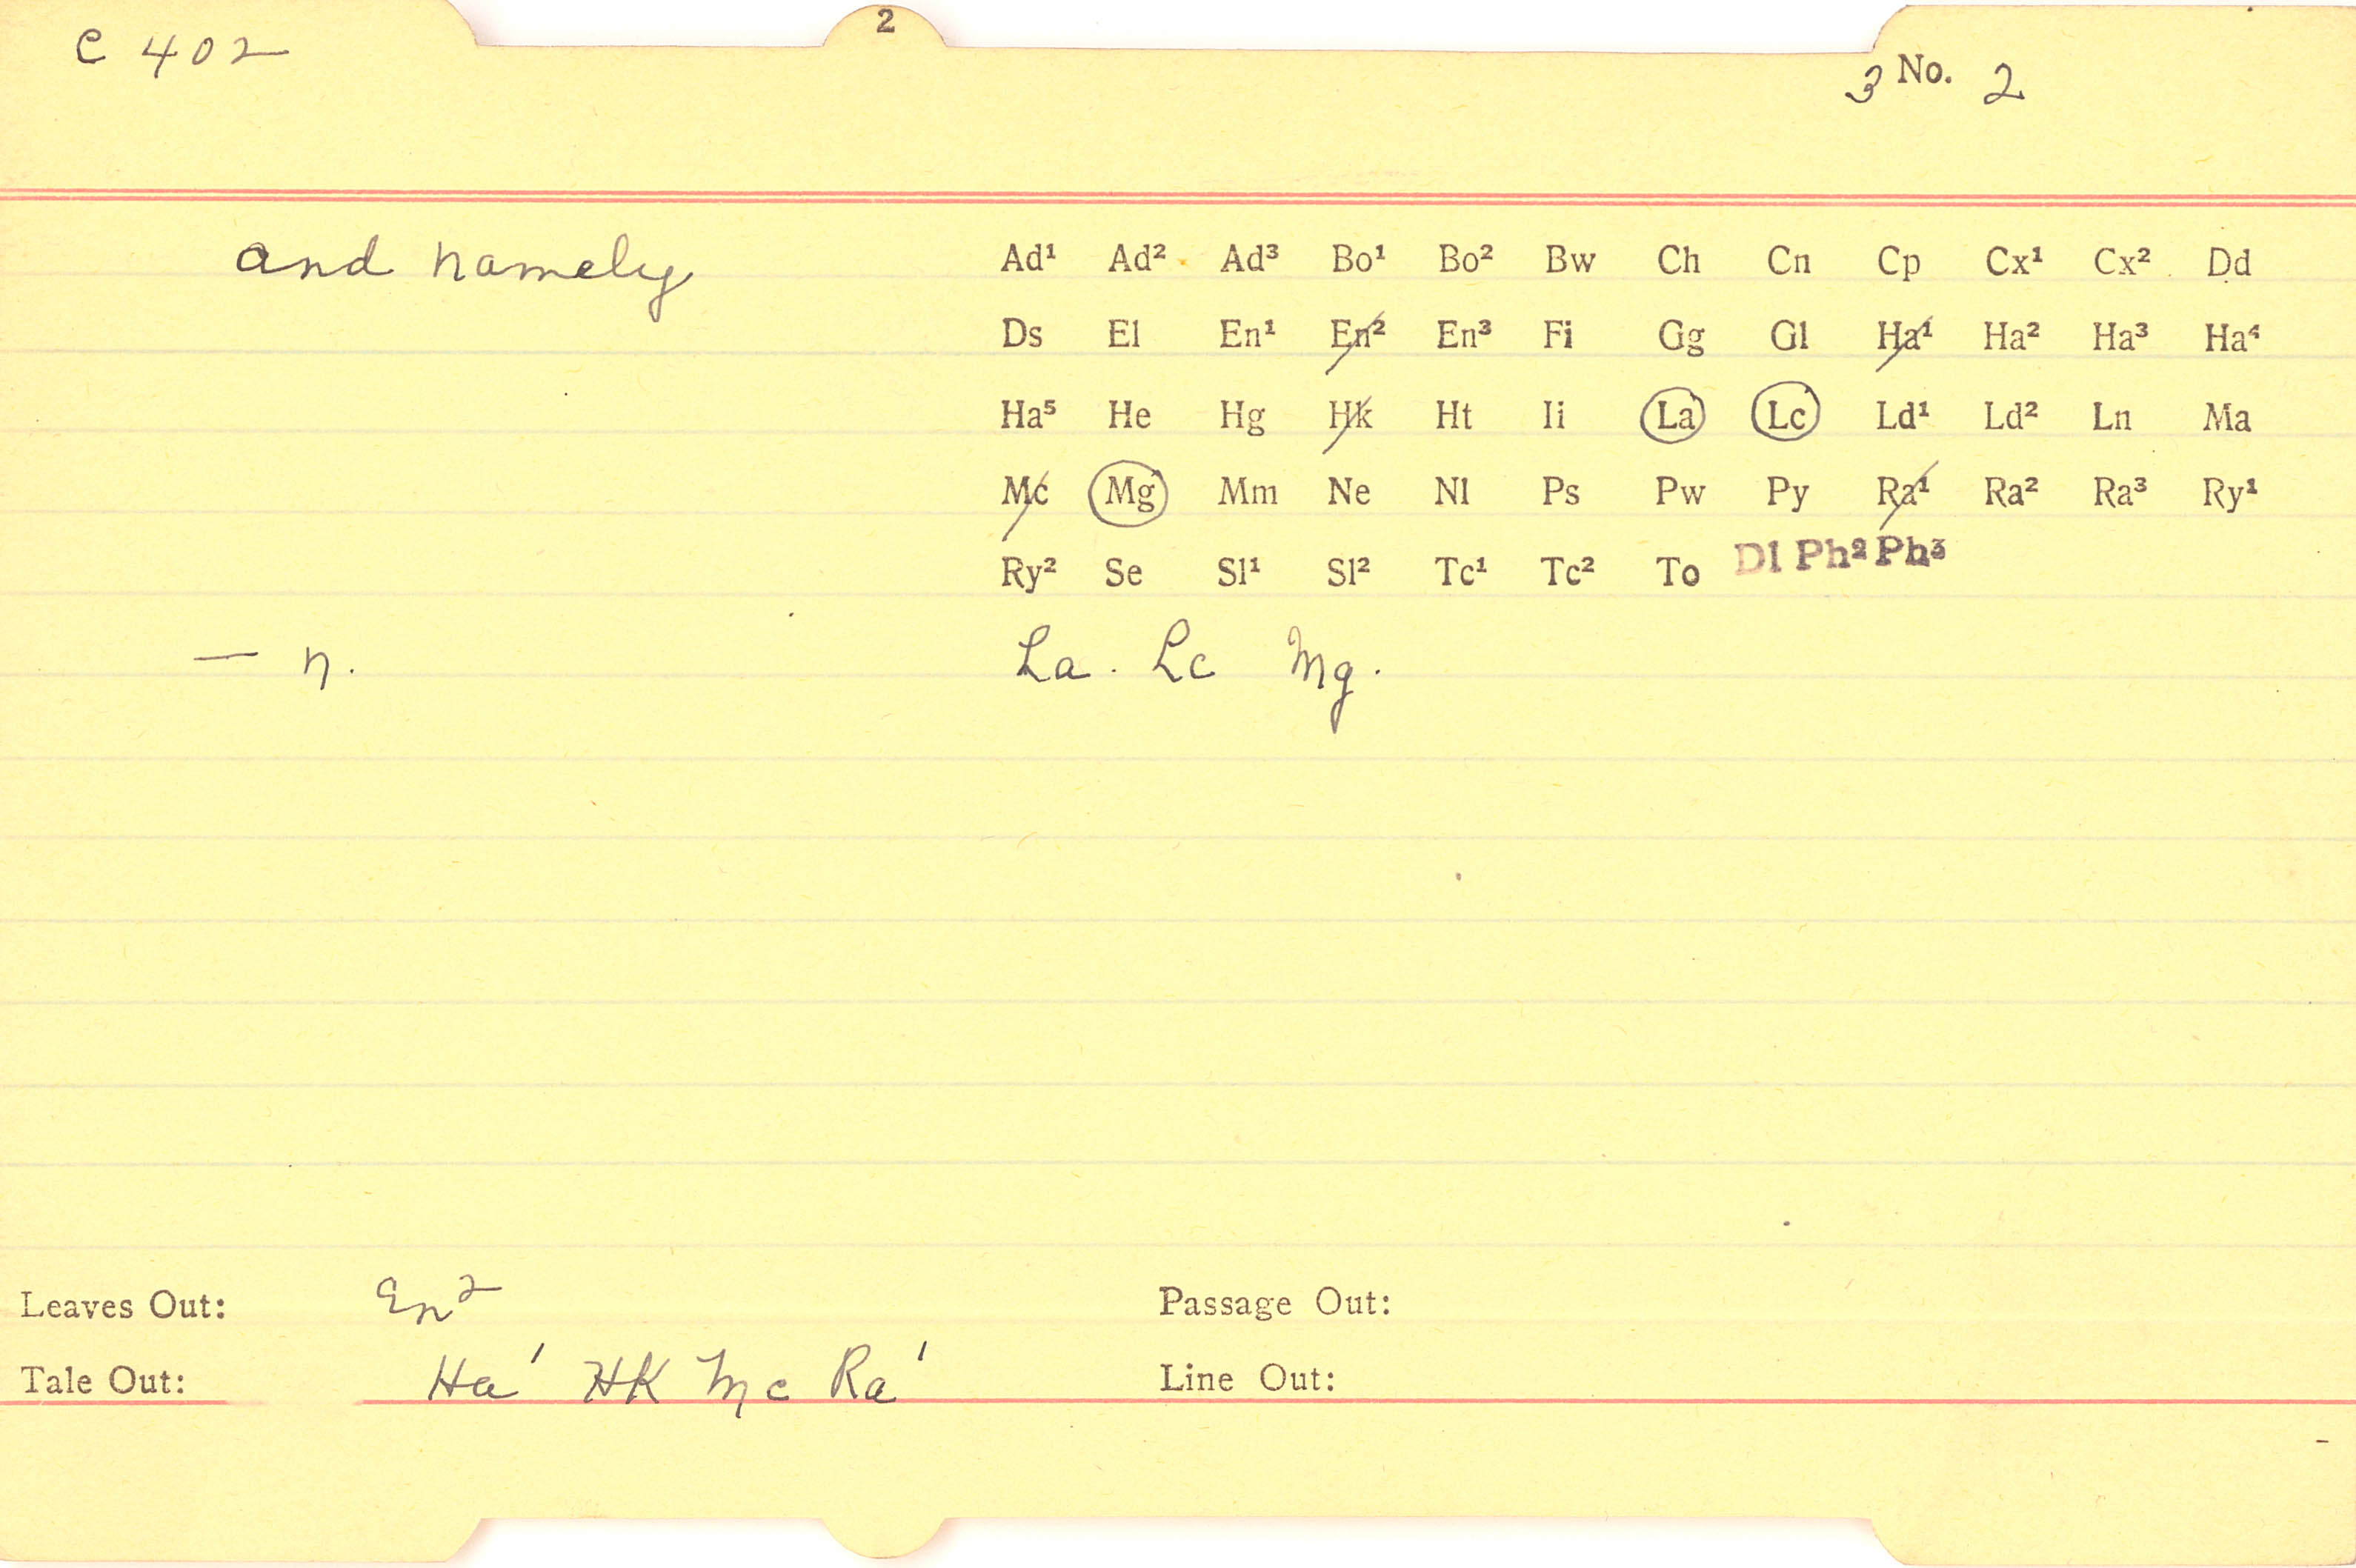 2
C 402
3 No. 2
and namely
Ad¹ Ad² Ad³ Bo¹ Bo² Bw Ch Cn Cp Cx¹ Cx² Dd
Ds El En¹ En² En³ Fi Gg Gl Ha¹ Ha² Ha³ Ha⁴
Ha⁵ He Hg Hk Ht Ii La Lc Ld¹ Ld² Ln Ma
Mc Mg Mm Ne Nl Ps Pw Py Ra¹ Ra² Ra³ Ry¹
Ry² Se Sl¹ Sl² Tc¹ Tc² To Dl Ph² Ph³
— n. La. Lc Mg.
Leaves Out: En² Passage Out:
Tale Out: Ha¹ HK Mc Ra¹ Line Out: